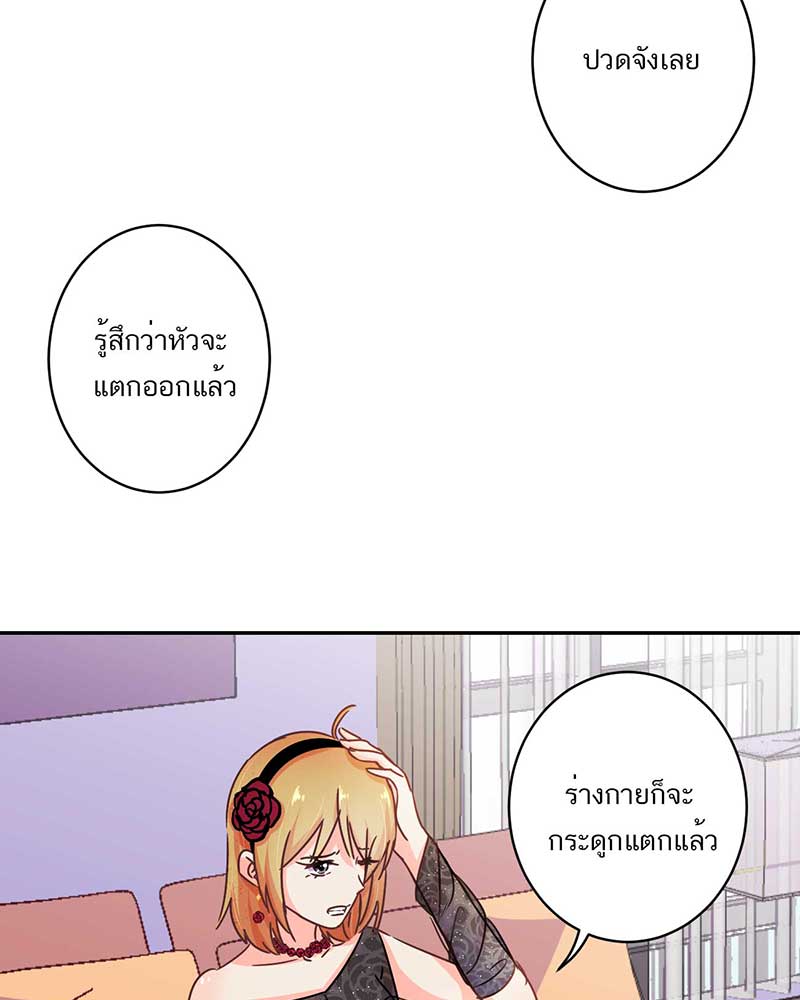 ปวดจังเลย
รู้สึกว่าหัวจะ
แตกออกแล้ว
ร่างกายก็จะ
กระดูกแตกแล้ว